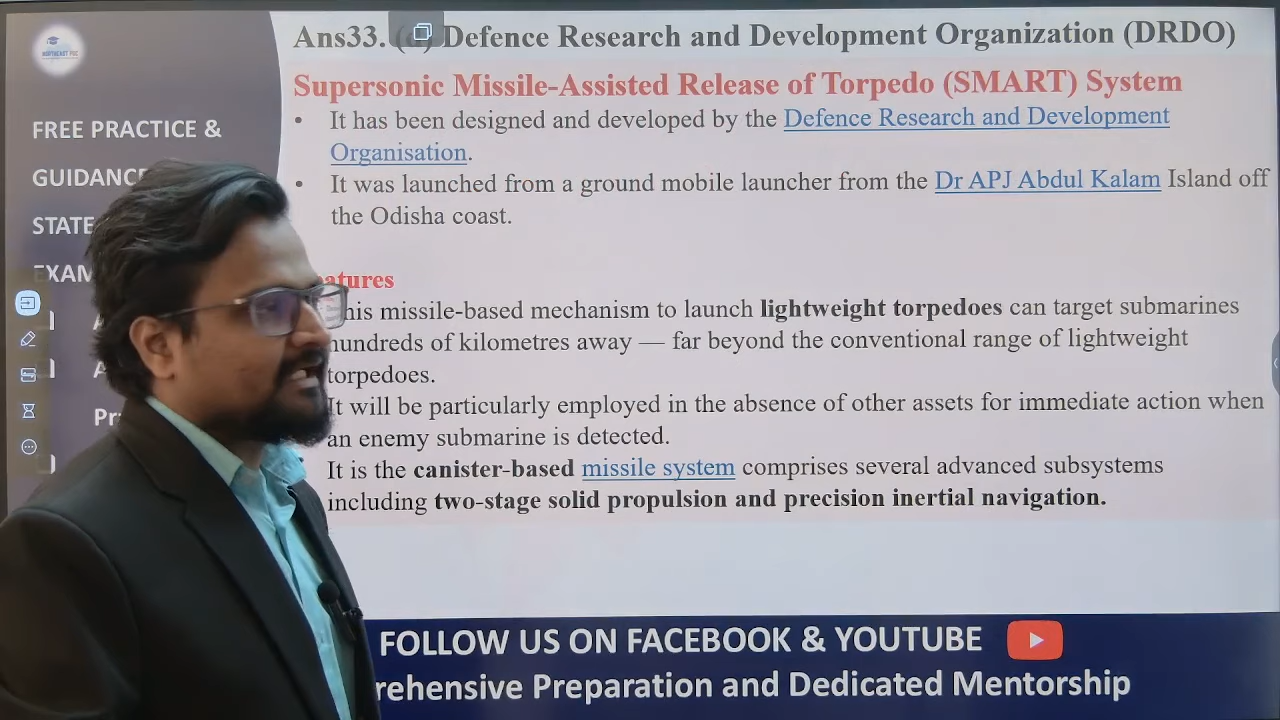 Ans33. (d) Defence Research and Development Organization (DRDO)
Supersonic Missile-Assisted Release of Torpedo (SMART) System
• It has been designed and developed by the Defence Research and Development
Organisation.
• It was launched from a ground mobile launcher from the Dr APJ Abdul Kalam Island off
the Odisha coast.
atures
his missile-based mechanism to launch lightweight torpedoes can target submarines
hundreds of kilometres away — far beyond the conventional range of lightweight
torpedoes.
It will be particularly employed in the absence of other assets for immediate action when
an enemy submarine is detected.
It is the canister-based missile system comprises several advanced subsystems
including two-stage solid propulsion and precision inertial navigation.
FREE PRACTICE &
GUIDANCE
STATE
EXAM
A
A
Pr
FOLLOW US ON FACEBOOK & YOUTUBE
rehensive Preparation and Dedicated Mentorship